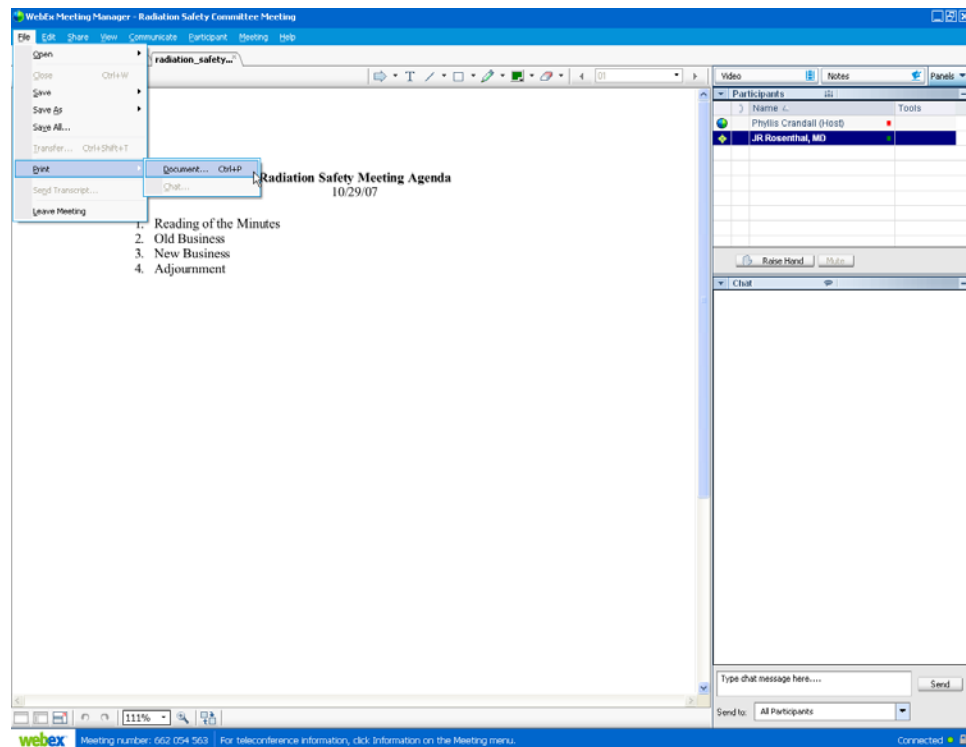 WebEx Meeting Manager - Radiation Safety Committee Meeting
File Edit Share View Communicate Participant Meeting Help
radiation_safety..."
01
Open
Close Ctrl+W
Save
Save As
Save All...
Transfer... Ctrl+Shift+T
Print
Document... Ctrl+P
Chat...
Send Transcript...
Leave Meeting
Radiation Safety Meeting Agenda
10/29/07
1. Reading of the Minutes
2. Old Business
3. New Business
4. Adjournment
Video Notes Panels
Participants
Name Tools
Phyllis Crandall (Host)
JR Rosenthal, MD
Raise Hand Mute
Chat
Type chat message here....
Send
Send to: All Participants
111%
webex Meeting number: 662 054 563 For teleconference information, click Information on the Meeting menu. Connected